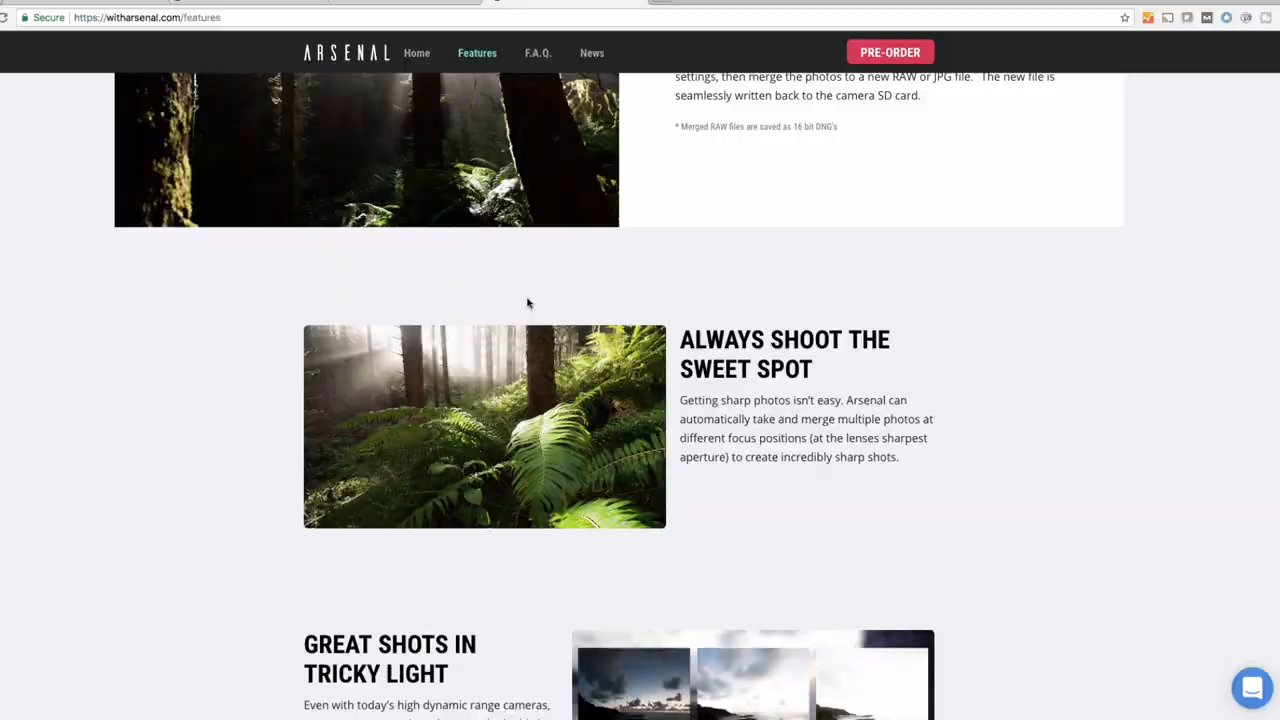 Secure https://witharsenal.com/features
ARSENAL Home Features F.A.Q. News PRE-ORDER
settings, then merge the photos to a new RAW or JPG file.* The new file is
seamlessly written back to the camera SD card.
* Merged RAW files are saved as 16 bit DNG's
ALWAYS SHOOT THE
SWEET SPOT
Getting sharp photos isn't easy. Arsenal can
automatically take and merge multiple photos at
different focus positions (at the lenses sharpest
aperture) to create incredibly sharp shots.
GREAT SHOTS IN
TRICKY LIGHT
Even with today's high dynamic range cameras,